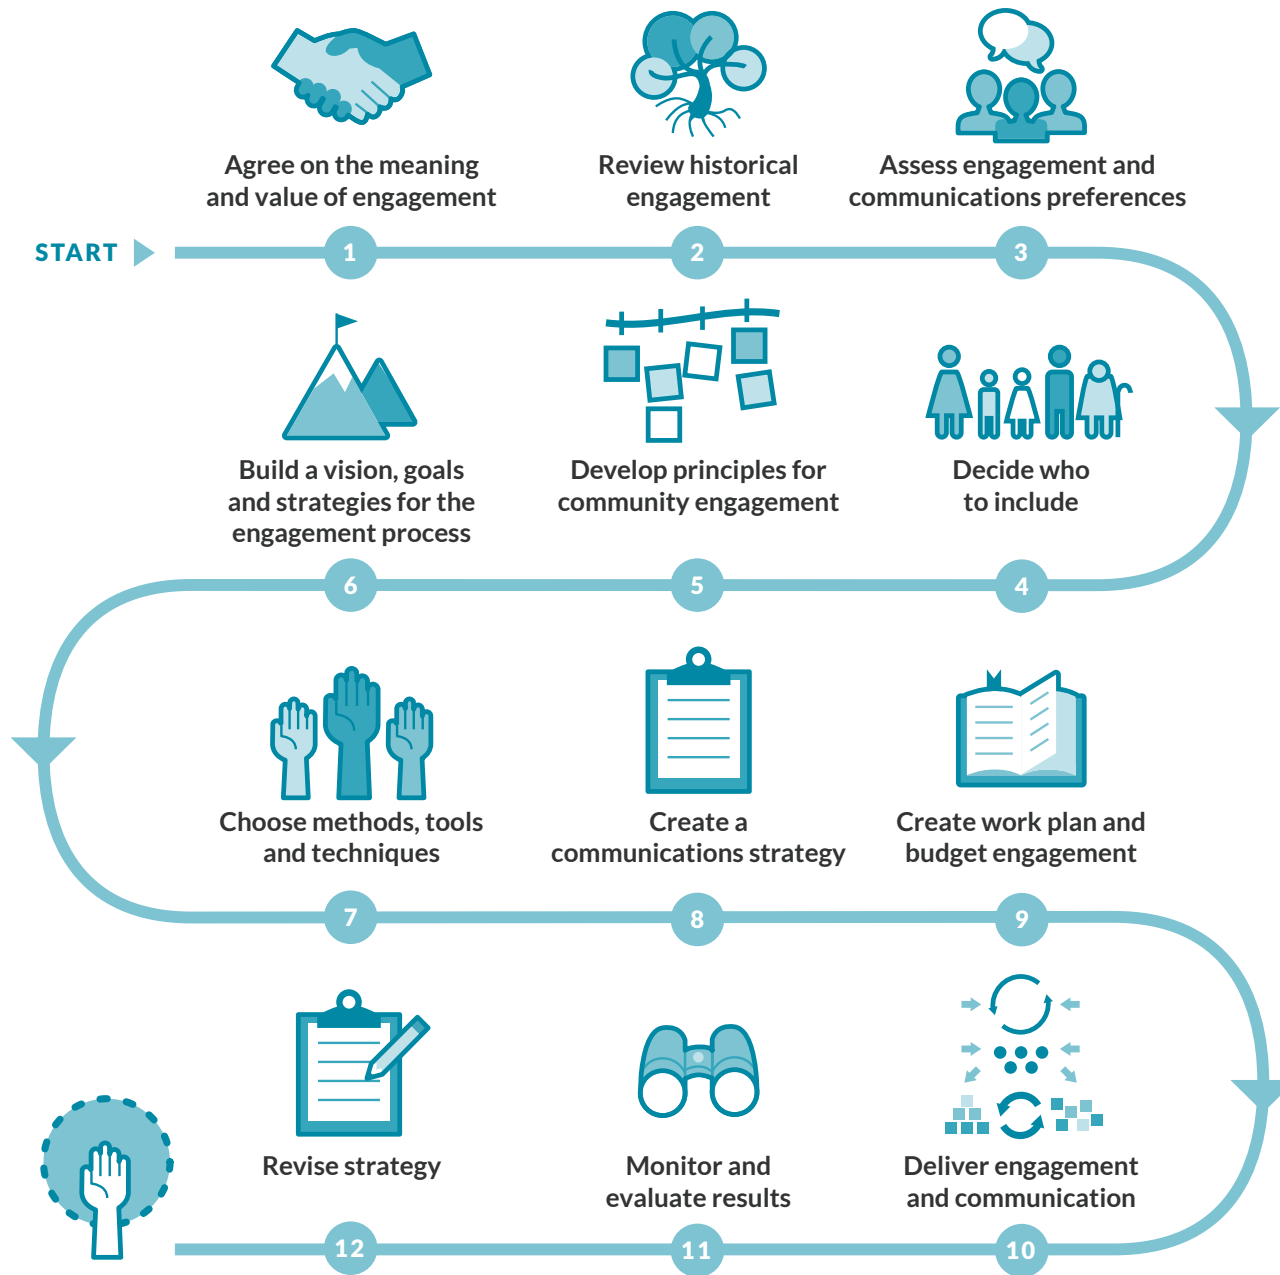 Agree on the meaning
and value of engagement
Review historical
engagement
Assess engagement and
communications preferences
START
1
2
3
Build a vision, goals
and strategies for the
engagement process
Develop principles for
community engagement
Decide who
to include
6
5
4
Choose methods, tools
and techniques
Create a
communications strategy
Create work plan and
budget engagement
7
8
9
Revise strategy
Monitor and
evaluate results
Deliver engagement
and communication
12
11
10